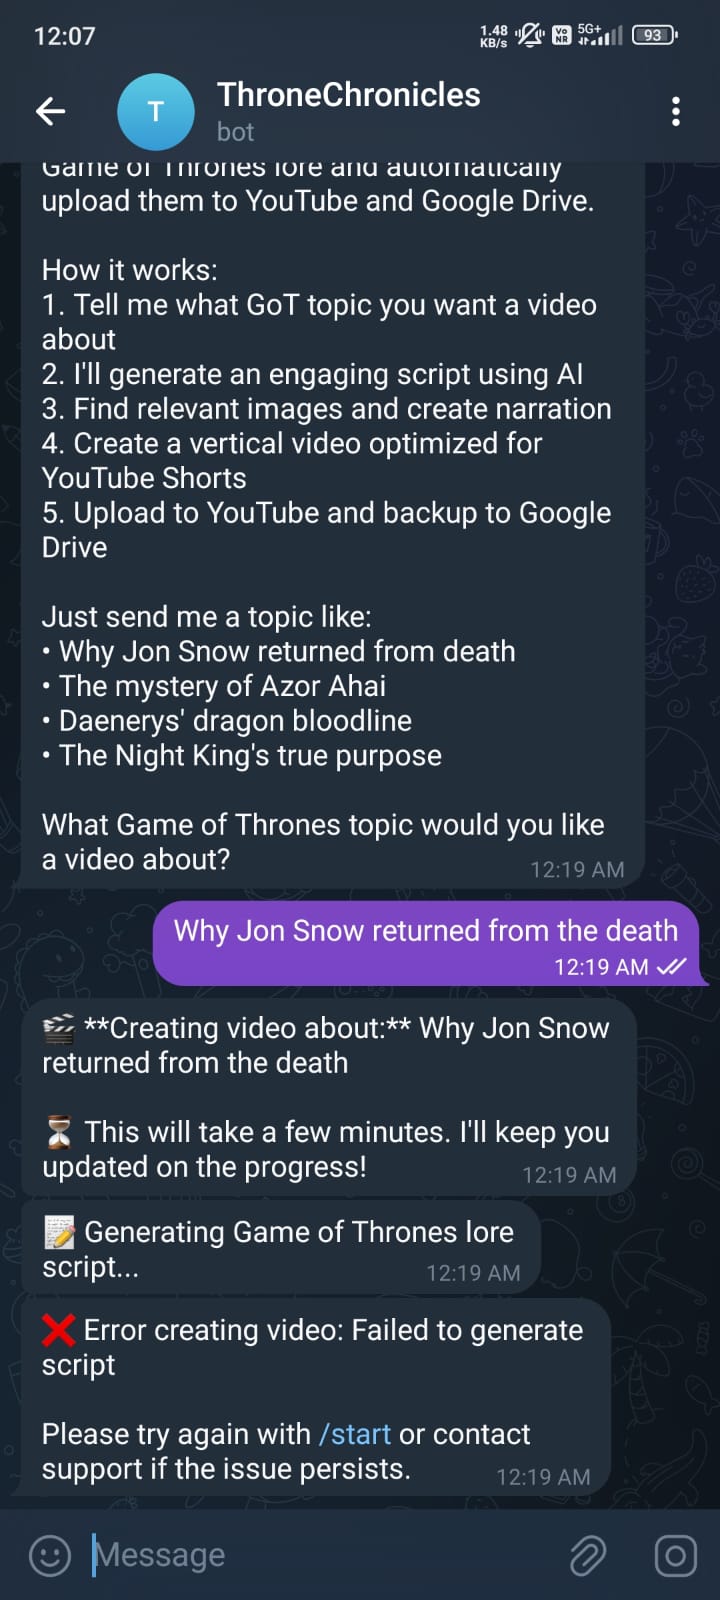 12:07
1.48
KB/s
Vo
NR
5G+
93
T
ThroneChronicles
bot
Game of Thrones lore and automatically
upload them to YouTube and Google Drive.
How it works:
1. Tell me what GoT topic you want a video
about
2. I'll generate an engaging script using AI
3. Find relevant images and create narration
4. Create a vertical video optimized for
YouTube Shorts
5. Upload to YouTube and backup to Google
Drive
Just send me a topic like:
• Why Jon Snow returned from death
• The mystery of Azor Ahai
• Daenerys' dragon bloodline
• The Night King's true purpose
What Game of Thrones topic would you like
a video about?
12:19 AM
Why Jon Snow returned from the death
12:19 AM
🎬 **Creating video about:** Why Jon Snow
returned from the death
⏳ This will take a few minutes. I'll keep you
updated on the progress!
12:19 AM
📝 Generating Game of Thrones lore
script...
12:19 AM
❌ Error creating video: Failed to generate
script
Please try again with /start or contact
support if the issue persists.
12:19 AM
Message